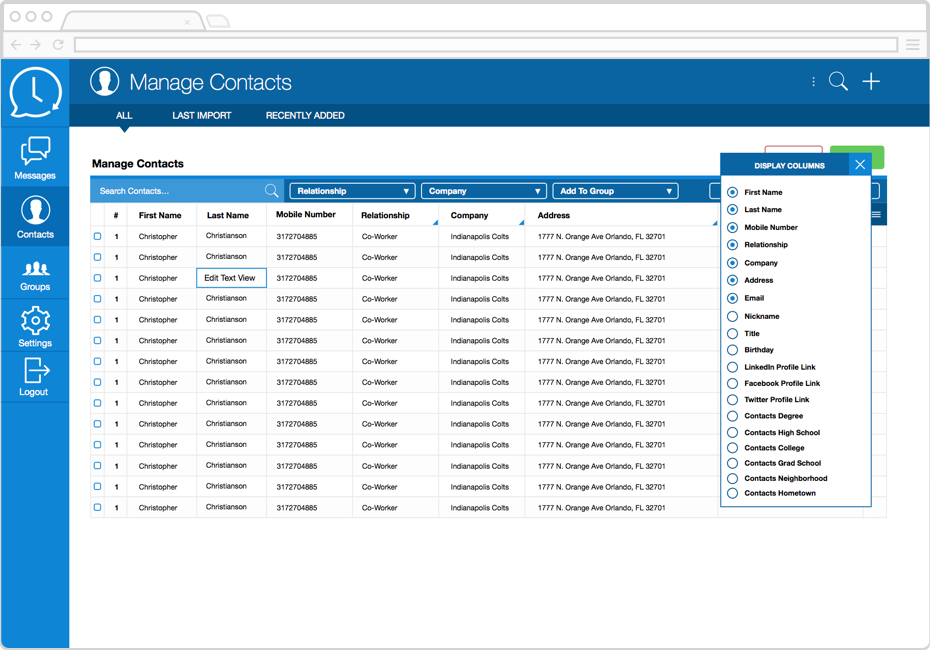 Manage Contacts
ALL LAST IMPORT RECENTLY ADDED
Messages
Contacts
Groups
Settings
Logout
Manage Contacts
Search Contacts... Relationship Company Add To Group
# First Name Last Name Mobile Number Relationship Company Address
1 Christopher Christianson 3172704885 Co-Worker Indianapolis Colts 1777 N. Orange Ave Orlando, FL 32701
1 Christopher Christianson 3172704885 Co-Worker Indianapolis Colts 1777 N. Orange Ave Orlando, FL 32701
1 Christopher Edit Text View 3172704885 Co-Worker Indianapolis Colts 1777 N. Orange Ave Orlando, FL 32701
1 Christopher Christianson 3172704885 Co-Worker Indianapolis Colts 1777 N. Orange Ave Orlando, FL 32701
1 Christopher Christianson 3172704885 Co-Worker Indianapolis Colts 1777 N. Orange Ave Orlando, FL 32701
1 Christopher Christianson 3172704885 Co-Worker Indianapolis Colts 1777 N. Orange Ave Orlando, FL 32701
1 Christopher Christianson 3172704885 Co-Worker Indianapolis Colts 1777 N. Orange Ave Orlando, FL 32701
1 Christopher Christianson 3172704885 Co-Worker Indianapolis Colts 1777 N. Orange Ave Orlando, FL 32701
1 Christopher Christianson 3172704885 Co-Worker Indianapolis Colts 1777 N. Orange Ave Orlando, FL 32701
1 Christopher Christianson 3172704885 Co-Worker Indianapolis Colts 1777 N. Orange Ave Orlando, FL 32701
1 Christopher Christianson 3172704885 Co-Worker Indianapolis Colts 1777 N. Orange Ave Orlando, FL 32701
1 Christopher Christianson 3172704885 Co-Worker Indianapolis Colts 1777 N. Orange Ave Orlando, FL 32701
1 Christopher Christianson 3172704885 Co-Worker Indianapolis Colts 1777 N. Orange Ave Orlando, FL 32701
1 Christopher Christianson 3172704885 Co-Worker Indianapolis Colts 1777 N. Orange Ave Orlando, FL 32701
DISPLAY COLUMNS
First Name
Last Name
Mobile Number
Relationship
Company
Address
Email
Nickname
Title
Birthday
LinkedIn Profile Link
Facebook Profile Link
Twitter Profile Link
Contacts Degree
Contacts High School
Contacts College
Contacts Grad School
Contacts Neighborhood
Contacts Hometown